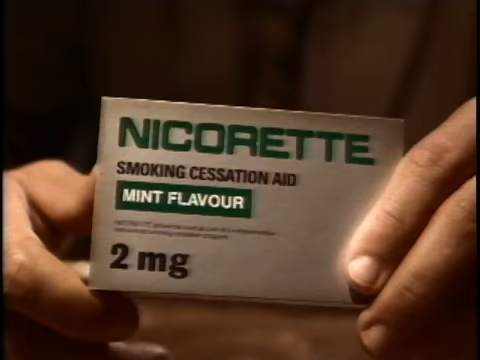 NICORETTE
SMOKING CESSATION AID
MINT FLAVOUR
2 mg